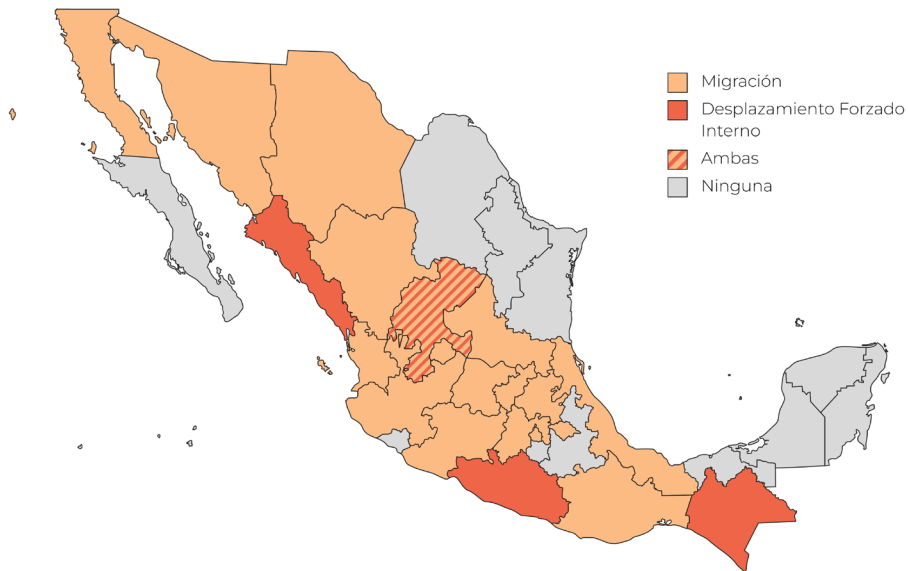 Migración
Desplazamiento Forzado
Interno
Ambas
Ninguna